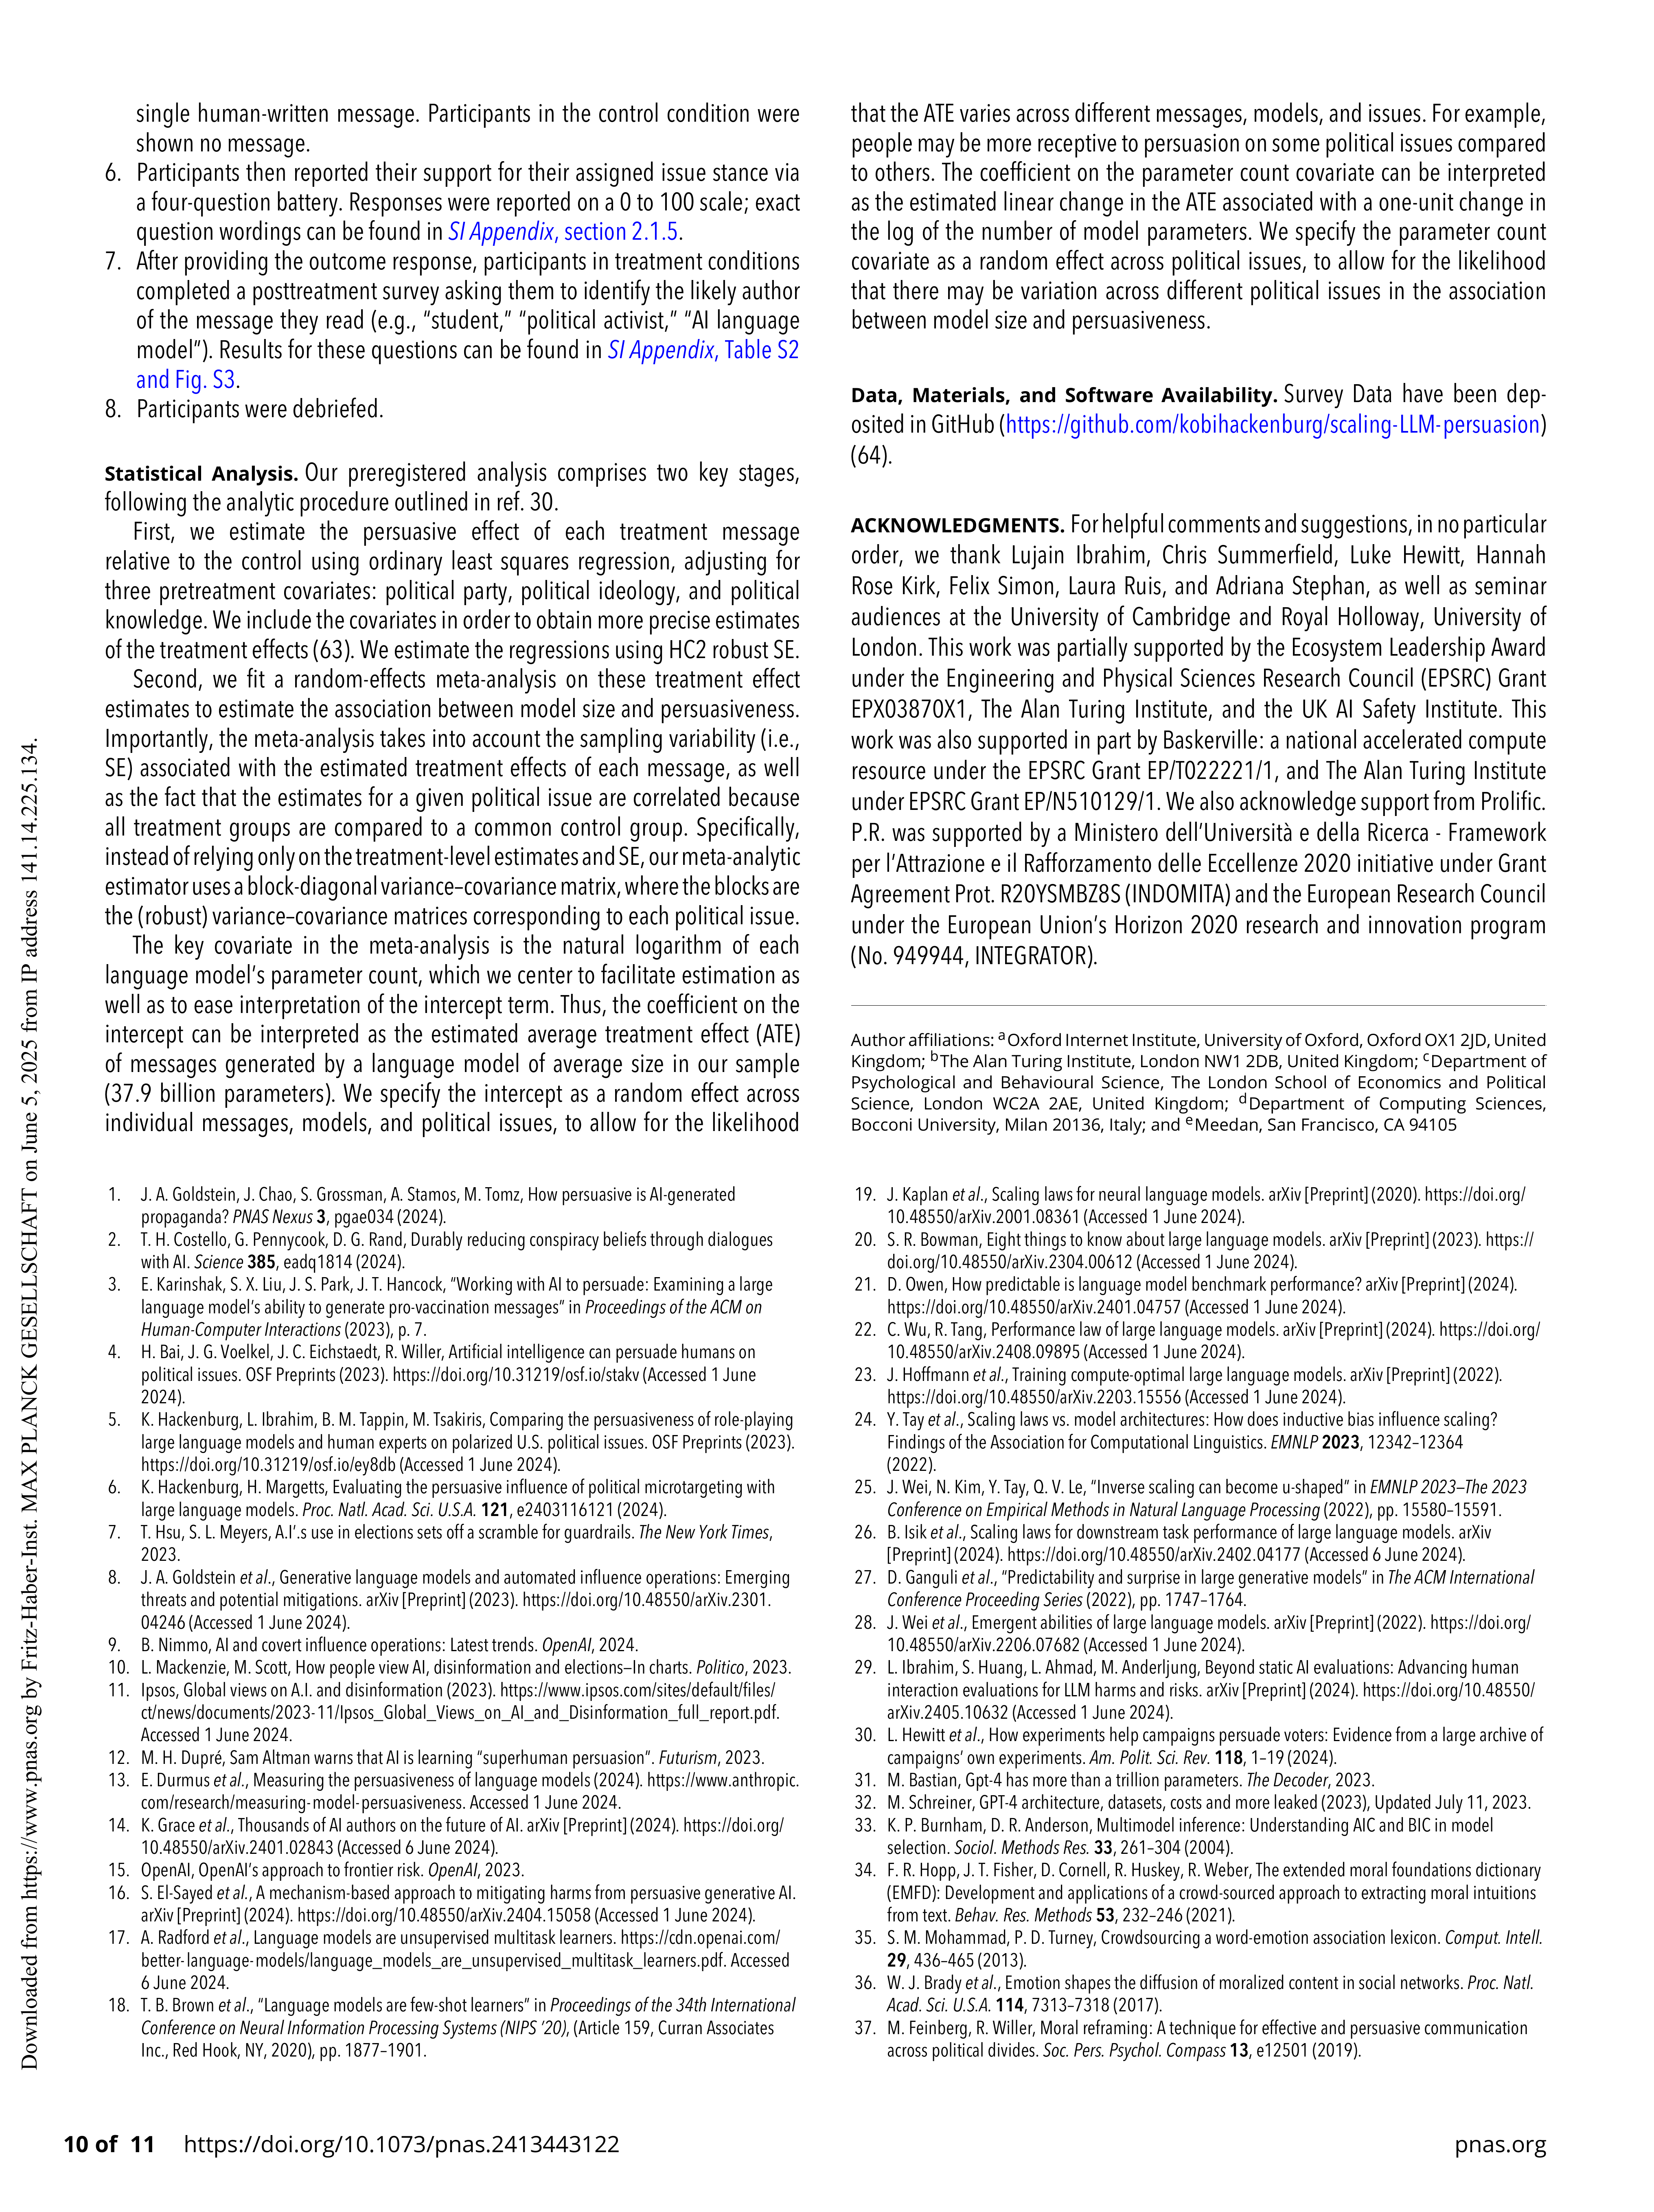 single human-written message. Participants in the control condition were
shown no message.
6. Participants then reported their support for their assigned issue stance via
a four-question battery. Responses were reported on a 0 to 100 scale; exact
question wordings can be found in SI Appendix, section 2.1.5.
7. After providing the outcome response, participants in treatment conditions
completed a posttreatment survey asking them to identify the likely author
of the message they read (e.g., “student,” “political activist,” “AI language
model”). Results for these questions can be found in SI Appendix, Table S2
and Fig. S3.
8. Participants were debriefed.
Statistical Analysis. Our preregistered analysis comprises two key stages,
following the analytic procedure outlined in ref. 30.
First, we estimate the persuasive effect of each treatment message
relative to the control using ordinary least squares regression, adjusting for
three pretreatment covariates: political party, political ideology, and political
knowledge. We include the covariates in order to obtain more precise estimates
of the treatment effects (63). We estimate the regressions using HC2 robust SE.
Second, we fit a random-effects meta-analysis on these treatment effect
estimates to estimate the association between model size and persuasiveness.
Importantly, the meta-analysis takes into account the sampling variability (i.e.,
SE) associated with the estimated treatment effects of each message, as well
as the fact that the estimates for a given political issue are correlated because
all treatment groups are compared to a common control group. Specifically,
instead of relying only on the treatment-level estimates and SE, our meta-analytic
estimator uses a block-diagonal variance–covariance matrix, where the blocks are
the (robust) variance–covariance matrices corresponding to each political issue.
The key covariate in the meta-analysis is the natural logarithm of each
language model’s parameter count, which we center to facilitate estimation as
well as to ease interpretation of the intercept term. Thus, the coefficient on the
intercept can be interpreted as the estimated average treatment effect (ATE)
of messages generated by a language model of average size in our sample
(37.9 billion parameters). We specify the intercept as a random effect across
individual messages, models, and political issues, to allow for the likelihood
that the ATE varies across different messages, models, and issues. For example,
people may be more receptive to persuasion on some political issues compared
to others. The coefficient on the parameter count covariate can be interpreted
as the estimated linear change in the ATE associated with a one-unit change in
the log of the number of model parameters. We specify the parameter count
covariate as a random effect across political issues, to allow for the likelihood
that there may be variation across different political issues in the association
between model size and persuasiveness.
Data, Materials, and Software Availability. Survey Data have been dep-
osited in GitHub (https://github.com/kobihackenburg/scaling-LLM-persuasion)
(64).
ACKNOWLEDGMENTS. For helpful comments and suggestions, in no particular
order, we thank Lujain Ibrahim, Chris Summerfield, Luke Hewitt, Hannah
Rose Kirk, Felix Simon, Laura Ruis, and Adriana Stephan, as well as seminar
audiences at the University of Cambridge and Royal Holloway, University of
London. This work was partially supported by the Ecosystem Leadership Award
under the Engineering and Physical Sciences Research Council (EPSRC) Grant
EPX03870X1, The Alan Turing Institute, and the UK AI Safety Institute. This
work was also supported in part by Baskerville: a national accelerated compute
resource under the EPSRC Grant EP/T022221/1, and The Alan Turing Institute
under EPSRC Grant EP/N510129/1. We also acknowledge support from Prolific.
P.R. was supported by a Ministero dell’Università e della Ricerca - Framework
per l’Attrazione e il Rafforzamento delle Eccellenze 2020 initiative under Grant
Agreement Prot. R20YSMBZ8S (INDOMITA) and the European Research Council
under the European Union’s Horizon 2020 research and innovation program
(No. 949944, INTEGRATOR).
Author affiliations: aOxford Internet Institute, University of Oxford, Oxford OX1 2JD, United
Kingdom; bThe Alan Turing Institute, London NW1 2DB, United Kingdom; cDepartment of
Psychological and Behavioural Science, The London School of Economics and Political
Science, London WC2A 2AE, United Kingdom; dDepartment of Computing Sciences,
Bocconi University, Milan 20136, Italy; and eMeedan, San Francisco, CA 94105
1. J. A. Goldstein, J. Chao, S. Grossman, A. Stamos, M. Tomz, How persuasive is AI-generated
propaganda? PNAS Nexus 3, pgae034 (2024).
2. T. H. Costello, G. Pennycook, D. G. Rand, Durably reducing conspiracy beliefs through dialogues
with AI. Science 385, eadq1814 (2024).
3. E. Karinshak, S. X. Liu, J. S. Park, J. T. Hancock, “Working with AI to persuade: Examining a large
language model’s ability to generate pro-vaccination messages” in Proceedings of the ACM on
Human-Computer Interactions (2023), p. 7.
4. H. Bai, J. G. Voelkel, J. C. Eichstaedt, R. Willer, Artificial intelligence can persuade humans on
political issues. OSF Preprints (2023). https://doi.org/10.31219/osf.io/stakv (Accessed 1 June
2024).
5. K. Hackenburg, L. Ibrahim, B. M. Tappin, M. Tsakiris, Comparing the persuasiveness of role-playing
large language models and human experts on polarized U.S. political issues. OSF Preprints (2023).
https://doi.org/10.31219/osf.io/ey8db (Accessed 1 June 2024).
6. K. Hackenburg, H. Margetts, Evaluating the persuasive influence of political microtargeting with
large language models. Proc. Natl. Acad. Sci. U.S.A. 121, e2403116121 (2024).
7. T. Hsu, S. L. Meyers, A.I’.s use in elections sets off a scramble for guardrails. The New York Times,
2023.
8. J. A. Goldstein et al., Generative language models and automated influence operations: Emerging
threats and potential mitigations. arXiv [Preprint] (2023). https://doi.org/10.48550/arXiv.2301.
04246 (Accessed 1 June 2024).
9. B. Nimmo, AI and covert influence operations: Latest trends. OpenAI, 2024.
10. L. Mackenzie, M. Scott, How people view AI, disinformation and elections—In charts. Politico, 2023.
11. Ipsos, Global views on A.I. and disinformation (2023). https://www.ipsos.com/sites/default/files/
ct/news/documents/2023-11/Ipsos_Global_Views_on_AI_and_Disinformation_full_report.pdf.
Accessed 1 June 2024.
12. M. H. Dupré, Sam Altman warns that AI is learning “superhuman persuasion”. Futurism, 2023.
13. E. Durmus et al., Measuring the persuasiveness of language models (2024). https://www.anthropic.
com/research/measuring-model-persuasiveness. Accessed 1 June 2024.
14. K. Grace et al., Thousands of AI authors on the future of AI. arXiv [Preprint] (2024). https://doi.org/
10.48550/arXiv.2401.02843 (Accessed 6 June 2024).
15. OpenAI, OpenAI’s approach to frontier risk. OpenAI, 2023.
16. S. El-Sayed et al., A mechanism-based approach to mitigating harms from persuasive generative AI.
arXiv [Preprint] (2024). https://doi.org/10.48550/arXiv.2404.15058 (Accessed 1 June 2024).
17. A. Radford et al., Language models are unsupervised multitask learners. https://cdn.openai.com/
better-language-models/language_models_are_unsupervised_multitask_learners.pdf. Accessed
6 June 2024.
18. T. B. Brown et al., “Language models are few-shot learners” in Proceedings of the 34th International
Conference on Neural Information Processing Systems (NIPS ’20), (Article 159, Curran Associates
Inc., Red Hook, NY, 2020), pp. 1877–1901.
19. J. Kaplan et al., Scaling laws for neural language models. arXiv [Preprint] (2020). https://doi.org/
10.48550/arXiv.2001.08361 (Accessed 1 June 2024).
20. S. R. Bowman, Eight things to know about large language models. arXiv [Preprint] (2023). https://
doi.org/10.48550/arXiv.2304.00612 (Accessed 1 June 2024).
21. D. Owen, How predictable is language model benchmark performance? arXiv [Preprint] (2024).
https://doi.org/10.48550/arXiv.2401.04757 (Accessed 1 June 2024).
22. C. Wu, R. Tang, Performance law of large language models. arXiv [Preprint] (2024). https://doi.org/
10.48550/arXiv.2408.09895 (Accessed 1 June 2024).
23. J. Hoffmann et al., Training compute-optimal large language models. arXiv [Preprint] (2022).
https://doi.org/10.48550/arXiv.2203.15556 (Accessed 1 June 2024).
24. Y. Tay et al., Scaling laws vs. model architectures: How does inductive bias influence scaling?
Findings of the Association for Computational Linguistics. EMNLP 2023, 12342–12364
(2022).
25. J. Wei, N. Kim, Y. Tay, Q. V. Le, “Inverse scaling can become u-shaped” in EMNLP 2023–The 2023
Conference on Empirical Methods in Natural Language Processing (2022), pp. 15580–15591.
26. B. Isik et al., Scaling laws for downstream task performance of large language models. arXiv
[Preprint] (2024). https://doi.org/10.48550/arXiv.2402.04177 (Accessed 6 June 2024).
27. D. Ganguli et al., “Predictability and surprise in large generative models” in The ACM International
Conference Proceeding Series (2022), pp. 1747–1764.
28. J. Wei et al., Emergent abilities of large language models. arXiv [Preprint] (2022). https://doi.org/
10.48550/arXiv.2206.07682 (Accessed 1 June 2024).
29. L. Ibrahim, S. Huang, L. Ahmad, M. Anderljung, Beyond static AI evaluations: Advancing human
interaction evaluations for LLM harms and risks. arXiv [Preprint] (2024). https://doi.org/10.48550/
arXiv.2405.10632 (Accessed 1 June 2024).
30. L. Hewitt et al., How experiments help campaigns persuade voters: Evidence from a large archive of
campaigns’ own experiments. Am. Polit. Sci. Rev. 118, 1–19 (2024).
31. M. Bastian, Gpt-4 has more than a trillion parameters. The Decoder, 2023.
32. M. Schreiner, GPT-4 architecture, datasets, costs and more leaked (2023), Updated July 11, 2023.
33. K. P. Burnham, D. R. Anderson, Multimodel inference: Understanding AIC and BIC in model
selection. Sociol. Methods Res. 33, 261–304 (2004).
34. F. R. Hopp, J. T. Fisher, D. Cornell, R. Huskey, R. Weber, The extended moral foundations dictionary
(EMFD): Development and applications of a crowd-sourced approach to extracting moral intuitions
from text. Behav. Res. Methods 53, 232–246 (2021).
35. S. M. Mohammad, P. D. Turney, Crowdsourcing a word-emotion association lexicon. Comput. Intell.
29, 436–465 (2013).
36. W. J. Brady et al., Emotion shapes the diffusion of moralized content in social networks. Proc. Natl.
Acad. Sci. U.S.A. 114, 7313–7318 (2017).
37. M. Feinberg, R. Willer, Moral reframing: A technique for effective and persuasive communication
across political divides. Soc. Pers. Psychol. Compass 13, e12501 (2019).
10 of 11 https://doi.org/10.1073/pnas.2413443122
pnas.org
Downloaded from https://www.pnas.org by Fritz-Haber-Inst. MAX PLANCK GESELLSCHAFT on June 5, 2025 from IP address 141.14.225.134.